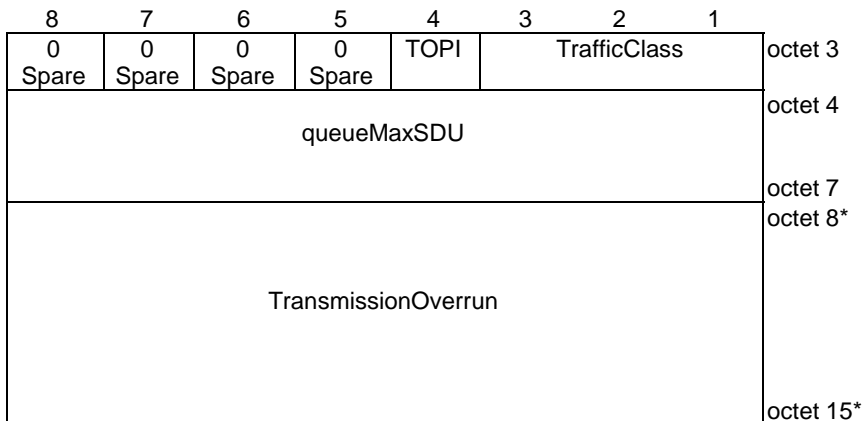 8 7 6 5 4 3 2 1
0 0 0 0 TOPI TrafficClass octet 3
Spare Spare Spare Spare
octet 4
queueMaxSDU
octet 7
octet 8*
TransmissionOverrun
octet 15*